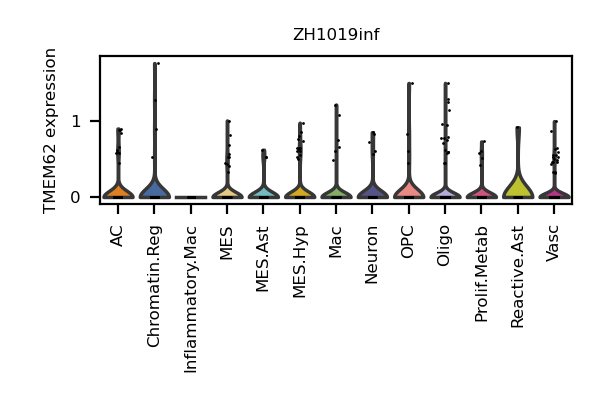 ZH1019inf
TMEM62 expression
1
0
AC
Chromatin.Reg
Inflammatory.Mac
MES
MES.Ast
MES.Hyp
Mac
Neuron
OPC
Oligo
Prolif.Metab
Reactive.Ast
Vasc